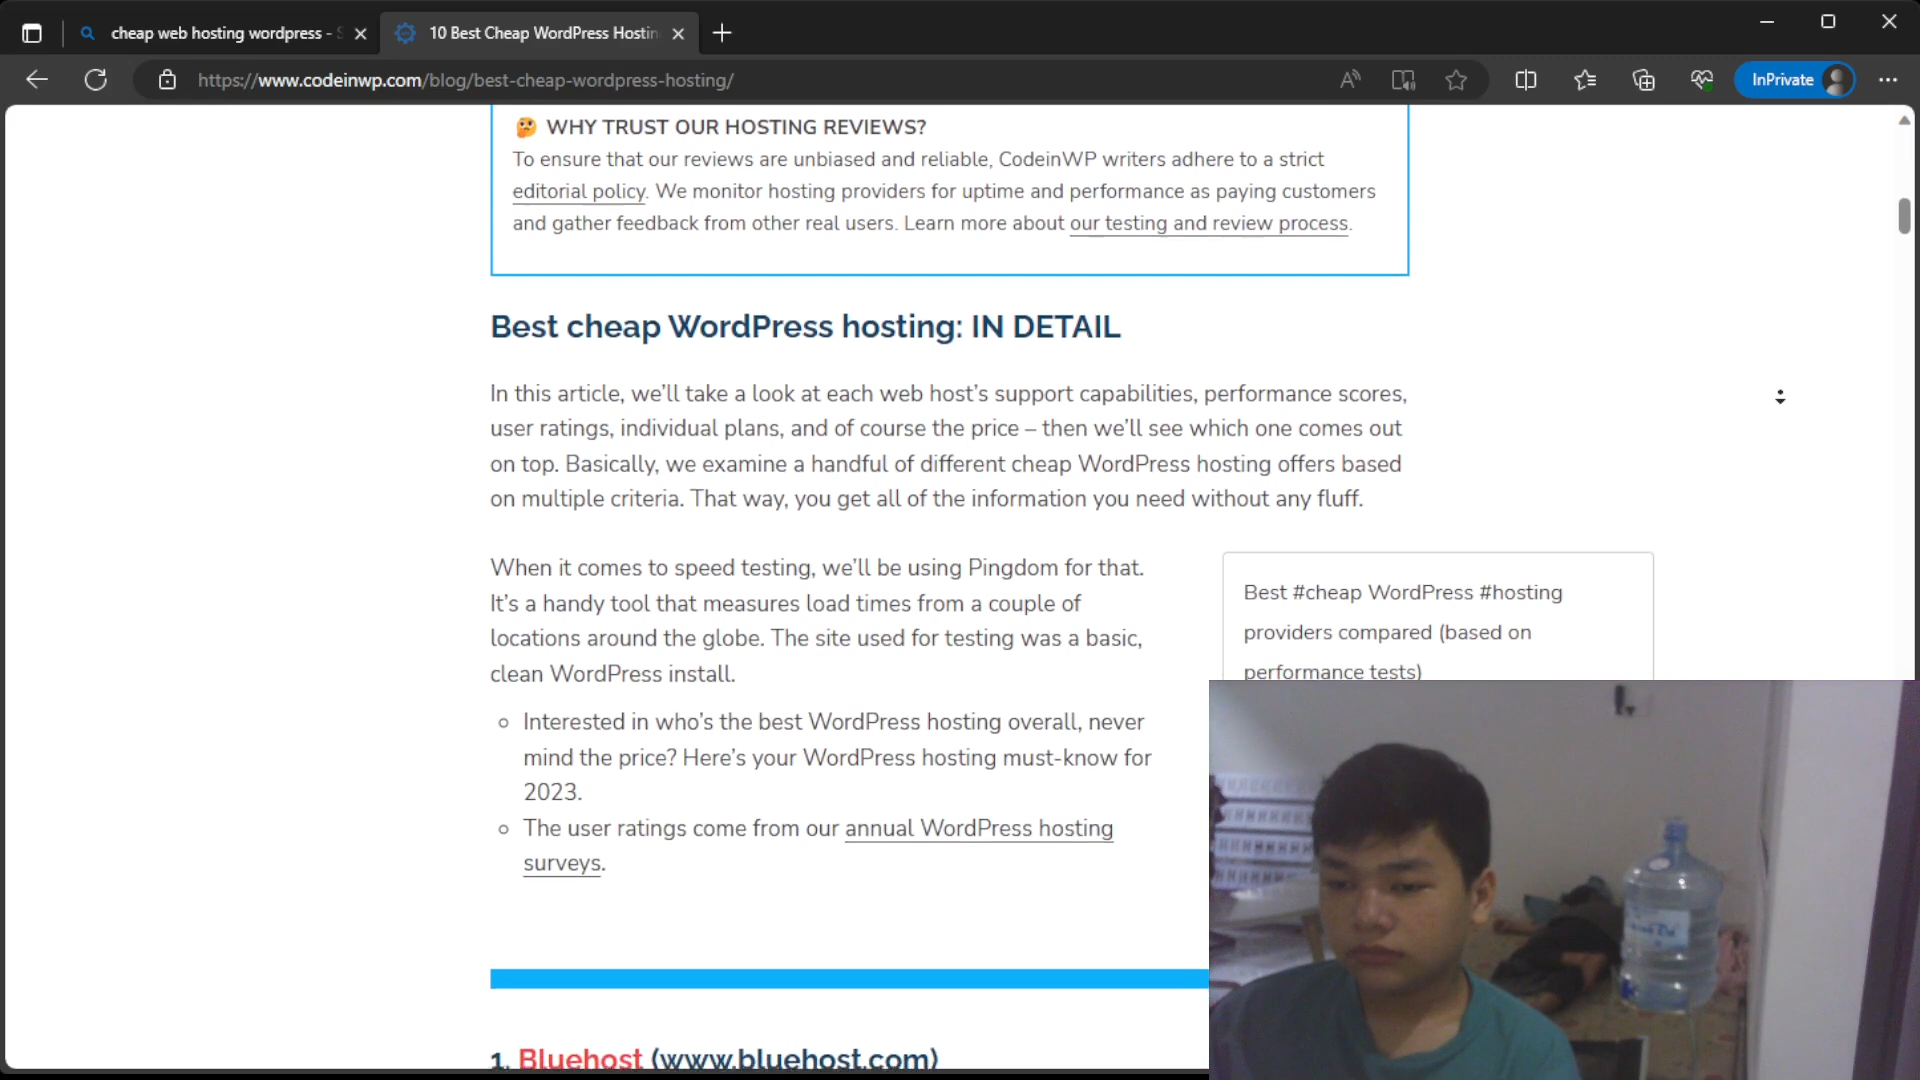 cheap web hosting wordpress - S
10 Best Cheap WordPress Hostin
https://www.codeinwp.com/blog/best-cheap-wordpress-hosting/
InPrivate
🤔 WHY TRUST OUR HOSTING REVIEWS?
To ensure that our reviews are unbiased and reliable, CodeinWP writers adhere to a strict
editorial policy. We monitor hosting providers for uptime and performance as paying customers
and gather feedback from other real users. Learn more about our testing and review process.
Best cheap WordPress hosting: IN DETAIL
In this article, we’ll take a look at each web host’s support capabilities, performance scores,
user ratings, individual plans, and of course the price – then we’ll see which one comes out
on top. Basically, we examine a handful of different cheap WordPress hosting offers based
on multiple criteria. That way, you get all of the information you need without any fluff.
When it comes to speed testing, we’ll be using Pingdom for that.
It’s a handy tool that measures load times from a couple of
locations around the globe. The site used for testing was a basic,
clean WordPress install.
Best #cheap WordPress #hosting
providers compared (based on
performance tests)
Interested in who’s the best WordPress hosting overall, never
mind the price? Here’s your WordPress hosting must-know for
2023.
The user ratings come from our annual WordPress hosting
surveys.
1. Bluehost (www.bluehost.com)